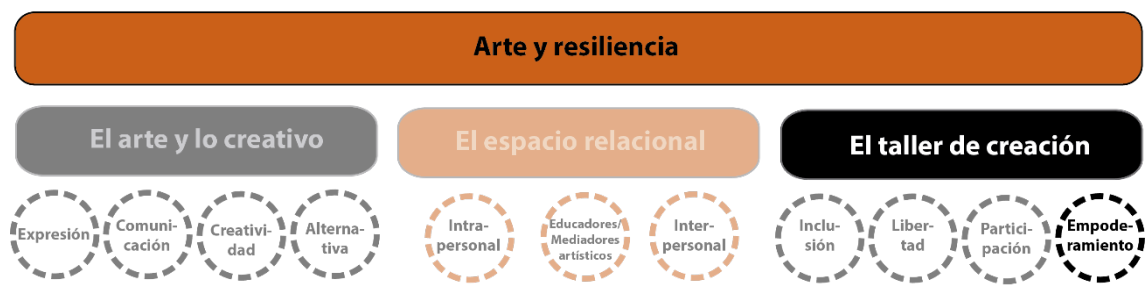 Arte y resiliencia
El arte y lo creativo
El espacio relacional
El taller de creación
Expresión
Comuni-
cación
Creativi-
dad
Alterna-
tiva
Intra-
personal
Educadores/
Mediadores
artísticos
Inter-
personal
Inclu-
sión
Liber-
tad
Partici-
pación
Empode-
ramiento